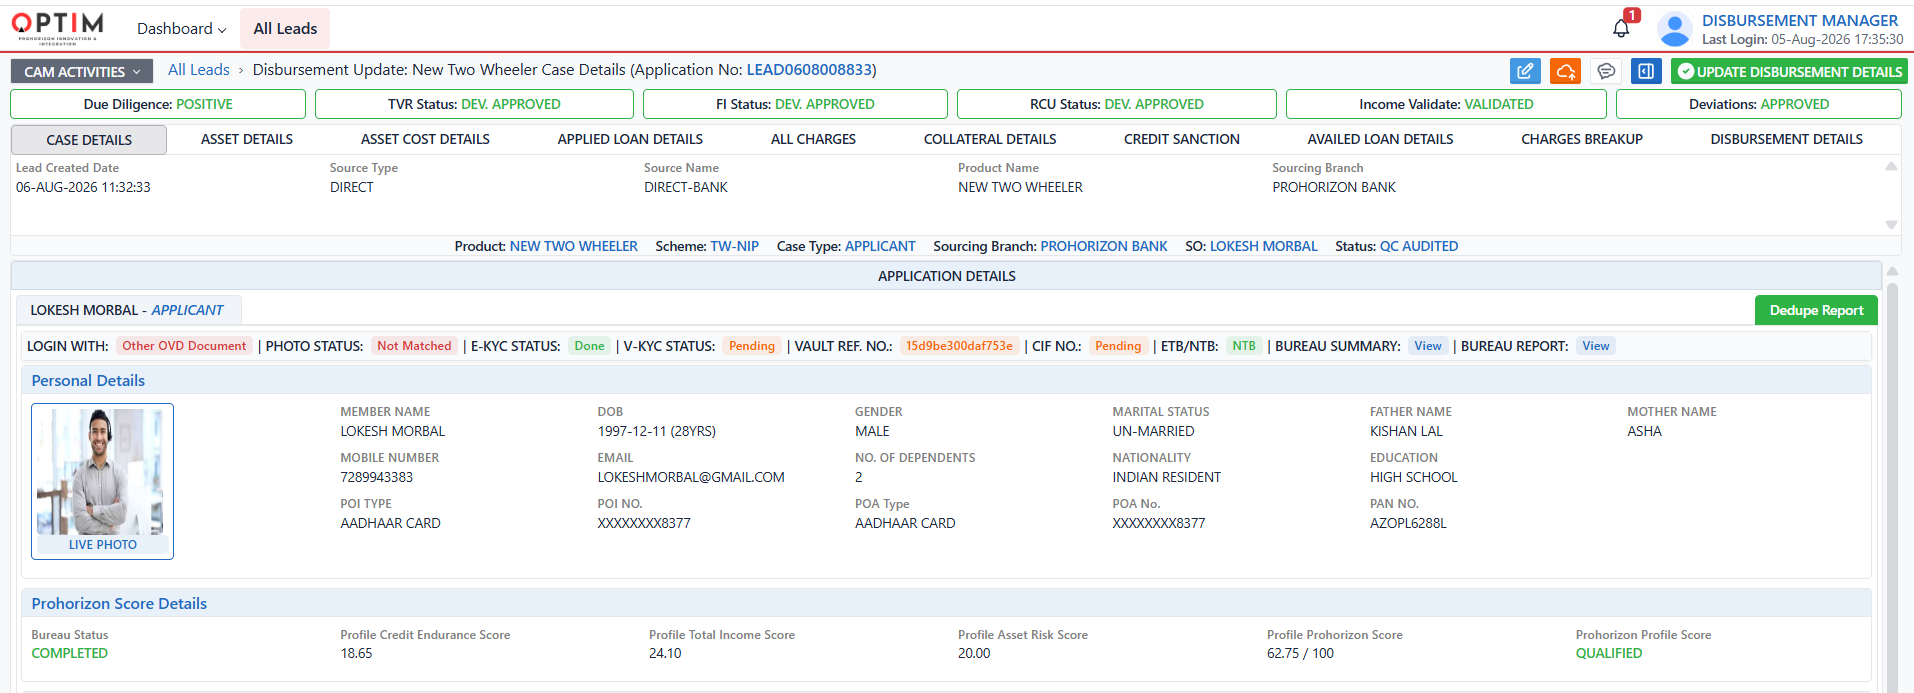 OPTIM
PROHORIZON INNOVATION &
INTEGRATION
Dashboard
All Leads
1
DISBURSEMENT MANAGER
Last Login: 05-Aug-2026 17:35:30
CAM ACTIVITIES
All Leads › Disbursement Update: New Two Wheeler Case Details (Application No: LEAD0608008833)
UPDATE DISBURSEMENT DETAILS
Due Diligence: POSITIVE
TVR Status: DEV. APPROVED
FI Status: DEV. APPROVED
RCU Status: DEV. APPROVED
Income Validate: VALIDATED
Deviations: APPROVED
CASE DETAILS
ASSET DETAILS
ASSET COST DETAILS
APPLIED LOAN DETAILS
ALL CHARGES
COLLATERAL DETAILS
CREDIT SANCTION
AVAILED LOAN DETAILS
CHARGES BREAKUP
DISBURSEMENT DETAILS
Lead Created Date
06-AUG-2026 11:32:33
Source Type
DIRECT
Source Name
DIRECT-BANK
Product Name
NEW TWO WHEELER
Sourcing Branch
PROHORIZON BANK
Product: NEW TWO WHEELER Scheme: TW-NIP Case Type: APPLICANT Sourcing Branch: PROHORIZON BANK SO: LOKESH MORBAL Status: QC AUDITED
APPLICATION DETAILS
LOKESH MORBAL - APPLICANT
Dedupe Report
LOGIN WITH: Other OVD Document | PHOTO STATUS: Not Matched | E-KYC STATUS: Done | V-KYC STATUS: Pending | VAULT REF. NO.: 15d9be300daf753e | CIF NO.: Pending | ETB/NTB: NTB | BUREAU SUMMARY: View | BUREAU REPORT: View
Personal Details
LIVE PHOTO
MEMBER NAME
LOKESH MORBAL
DOB
1997-12-11 (28YRS)
GENDER
MALE
MARITAL STATUS
UN-MARRIED
FATHER NAME
KISHAN LAL
MOTHER NAME
ASHA
MOBILE NUMBER
7289943383
EMAIL
LOKESHMORBAL@GMAIL.COM
NO. OF DEPENDENTS
2
NATIONALITY
INDIAN RESIDENT
EDUCATION
HIGH SCHOOL
POI TYPE
AADHAAR CARD
POI NO.
XXXXXXXX8377
POA Type
AADHAAR CARD
POA No.
XXXXXXXX8377
PAN NO.
AZOPL6288L
Prohorizon Score Details
Bureau Status
COMPLETED
Profile Credit Endurance Score
18.65
Profile Total Income Score
24.10
Profile Asset Risk Score
20.00
Profile Prohorizon Score
62.75 / 100
Prohorizon Profile Score
QUALIFIED